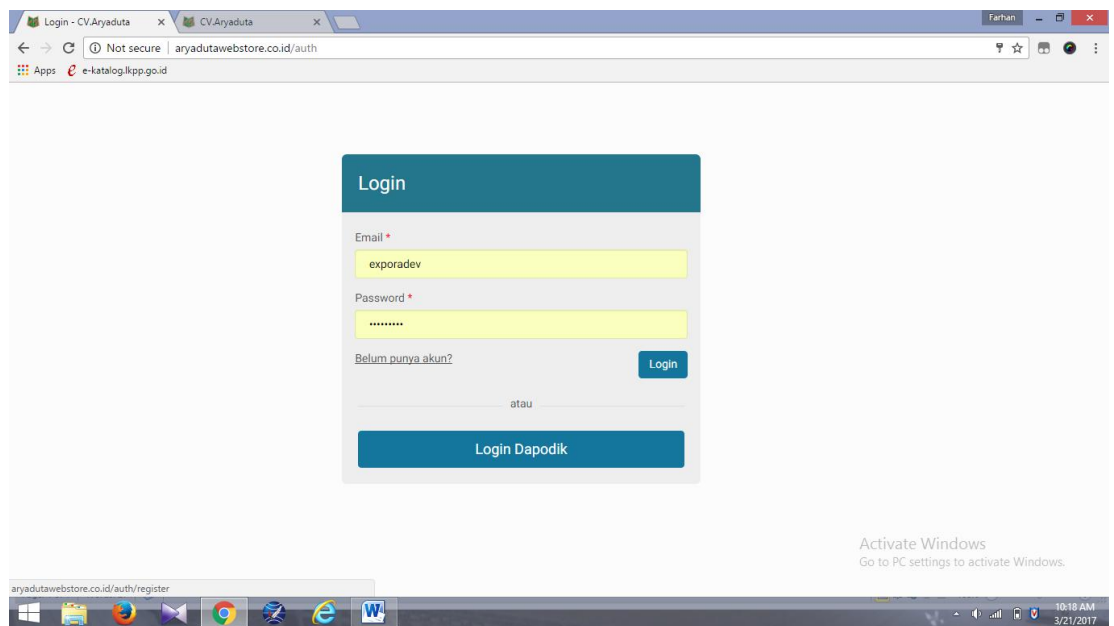 Login - CV.Aryaduta
CV.Aryaduta
Farhan
Not secure | aryadutawebstore.co.id/auth
Apps e-katalog.lkpp.go.id
Login
Email *
exporadev
Password *
•••••••••
Belum punya akun?
Login
atau
Login Dapodik
Activate Windows
Go to PC settings to activate Windows.
aryadutawebstore.co.id/auth/register
10:18 AM
3/21/2017